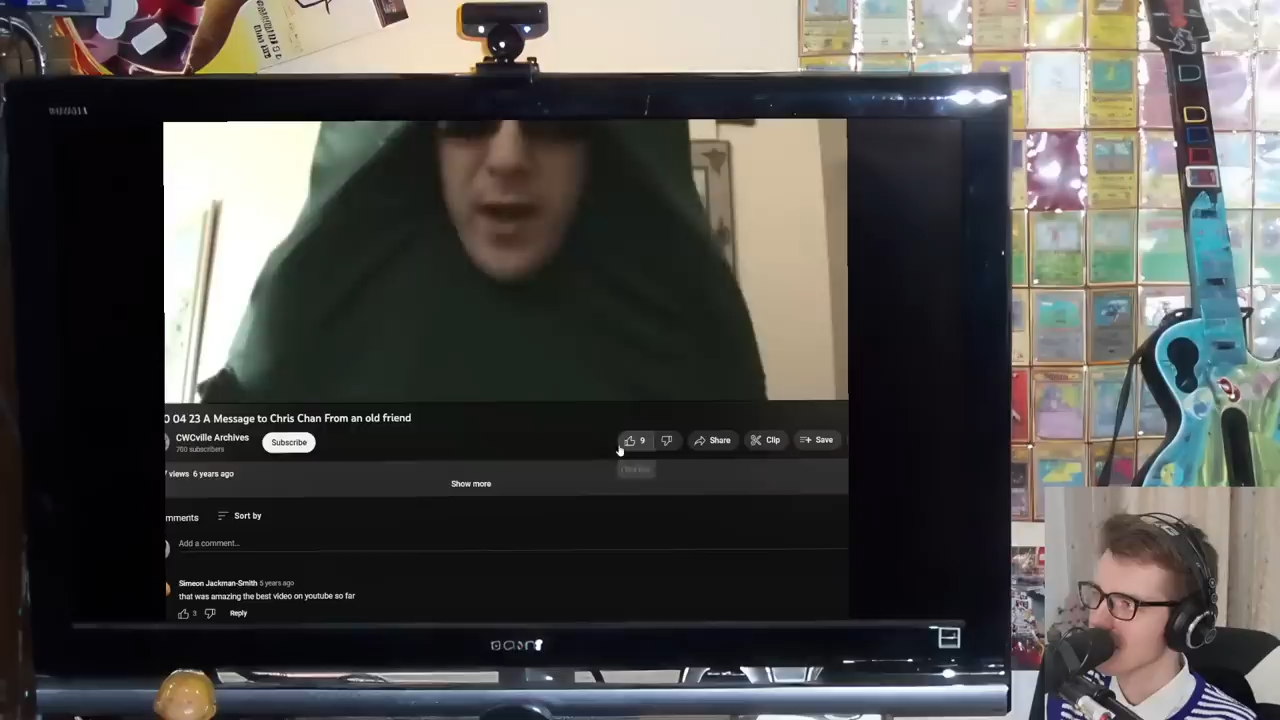 0 04 23 A Message to Chris Chan From an old friend
CWCville Archives
700 subscribers
Subscribe
9
Share
Clip
Save
views 6 years ago
Show more
mments
Sort by
Add a comment...
Simeon Jackman-Smith 5 years ago
that was amazing the best video on youtube so far
3
Reply